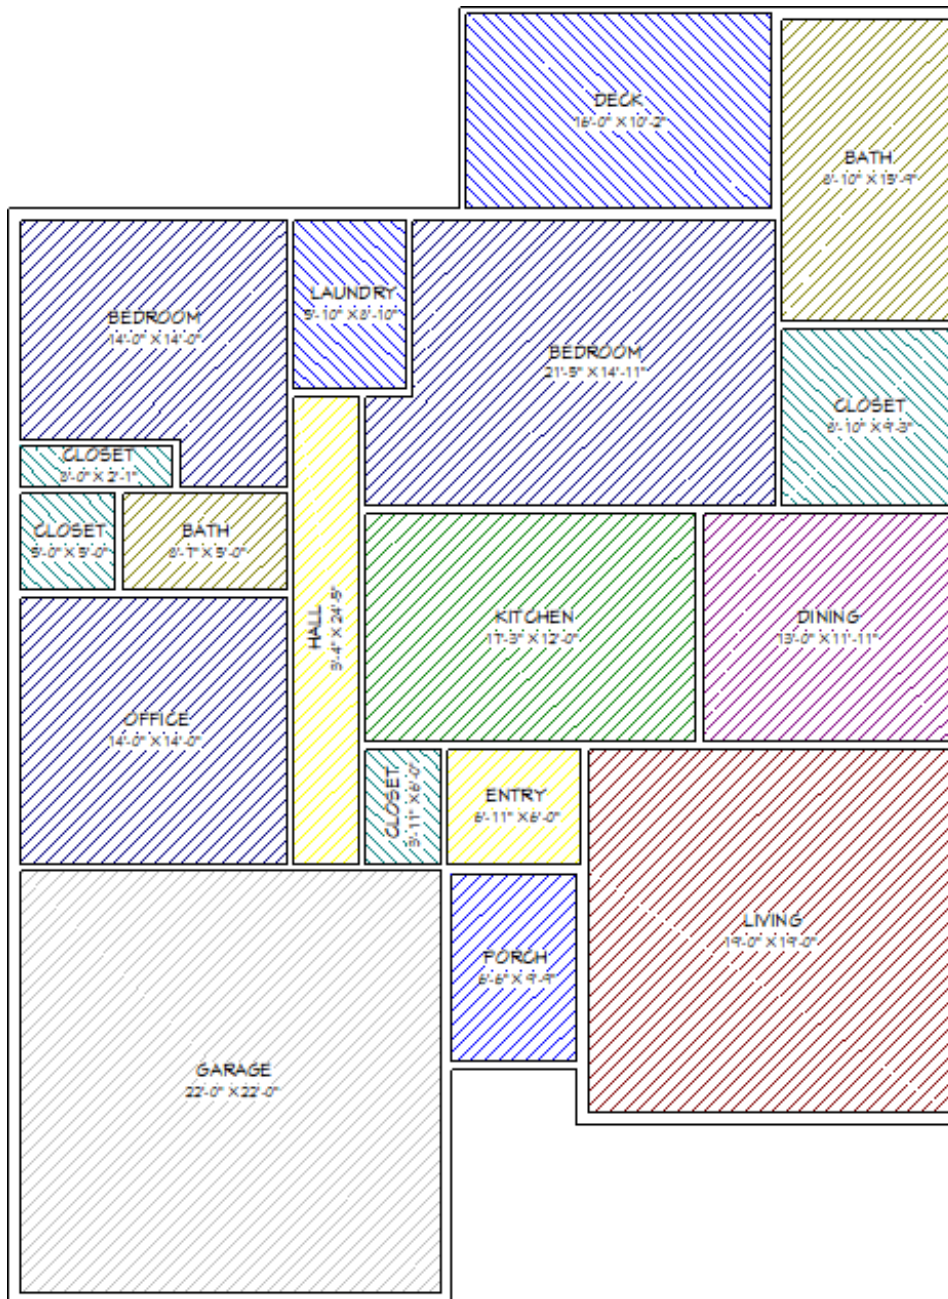 DECK
16'-0" X 10'-2"
BATH
8'-10" X 15'-9"
LAUNDRY
5'-10" X 8'-10"
BEDROOM
14'-0" X 14'-0"
BEDROOM
21'-5" X 14'-11"
CLOSET
8'-10" X 9'-3"
CLOSET
8'-0" X 2'-1"
CLOSET
5'-0" X 5'-0"
BATH
8'-7" X 5'-0"
HALL
3'-4" X 24'-5"
KITCHEN
17'-3" X 12'-0"
DINING
13'-0" X 11'-11"
OFFICE
14'-0" X 14'-0"
CLOSET
3'-11" X 6'-0"
ENTRY
6'-11" X 6'-0"
LIVING
19'-0" X 19'-0"
PORCH
6'-6" X 9'-9"
GARAGE
22'-0" X 22'-0"